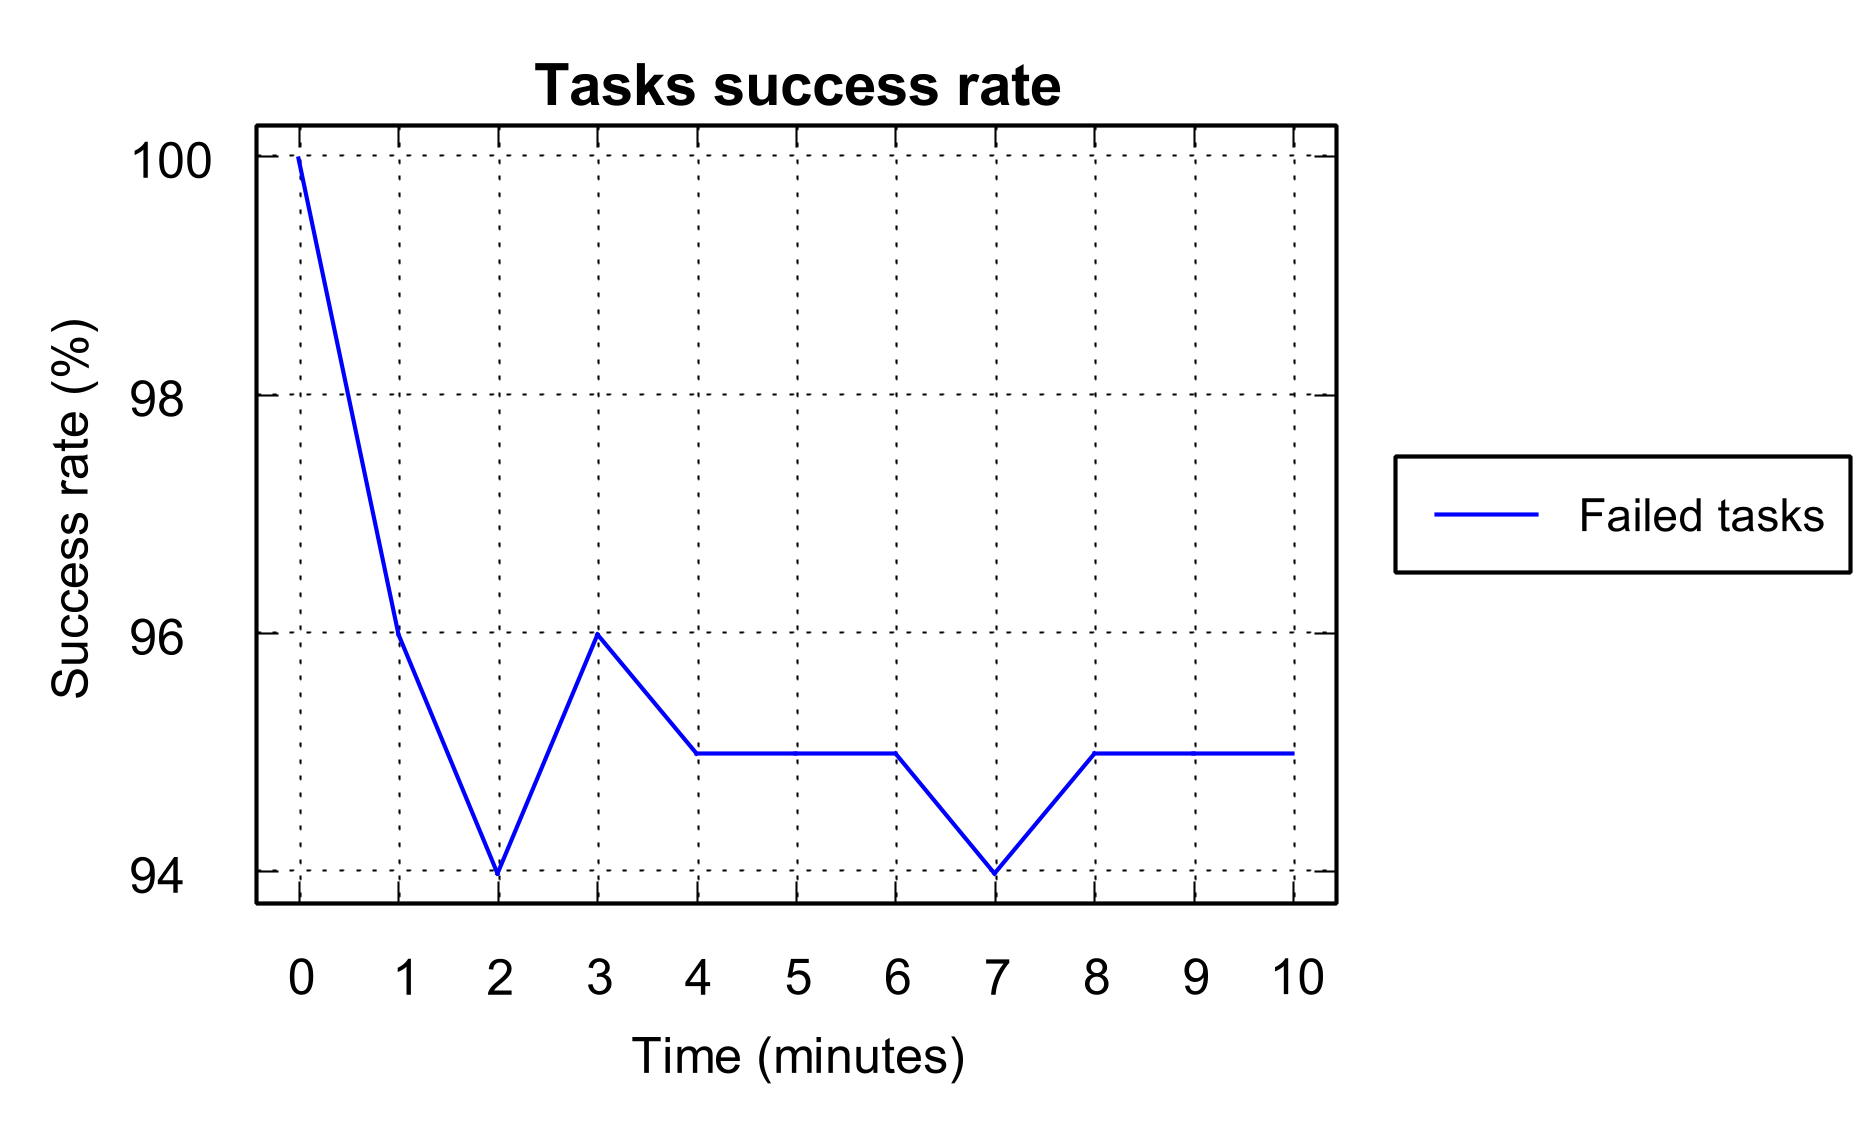 Tasks success rate
100
98
96
94
Success rate (%)
Failed tasks
0 1 2 3 4 5 6 7 8 9 10
Time (minutes)